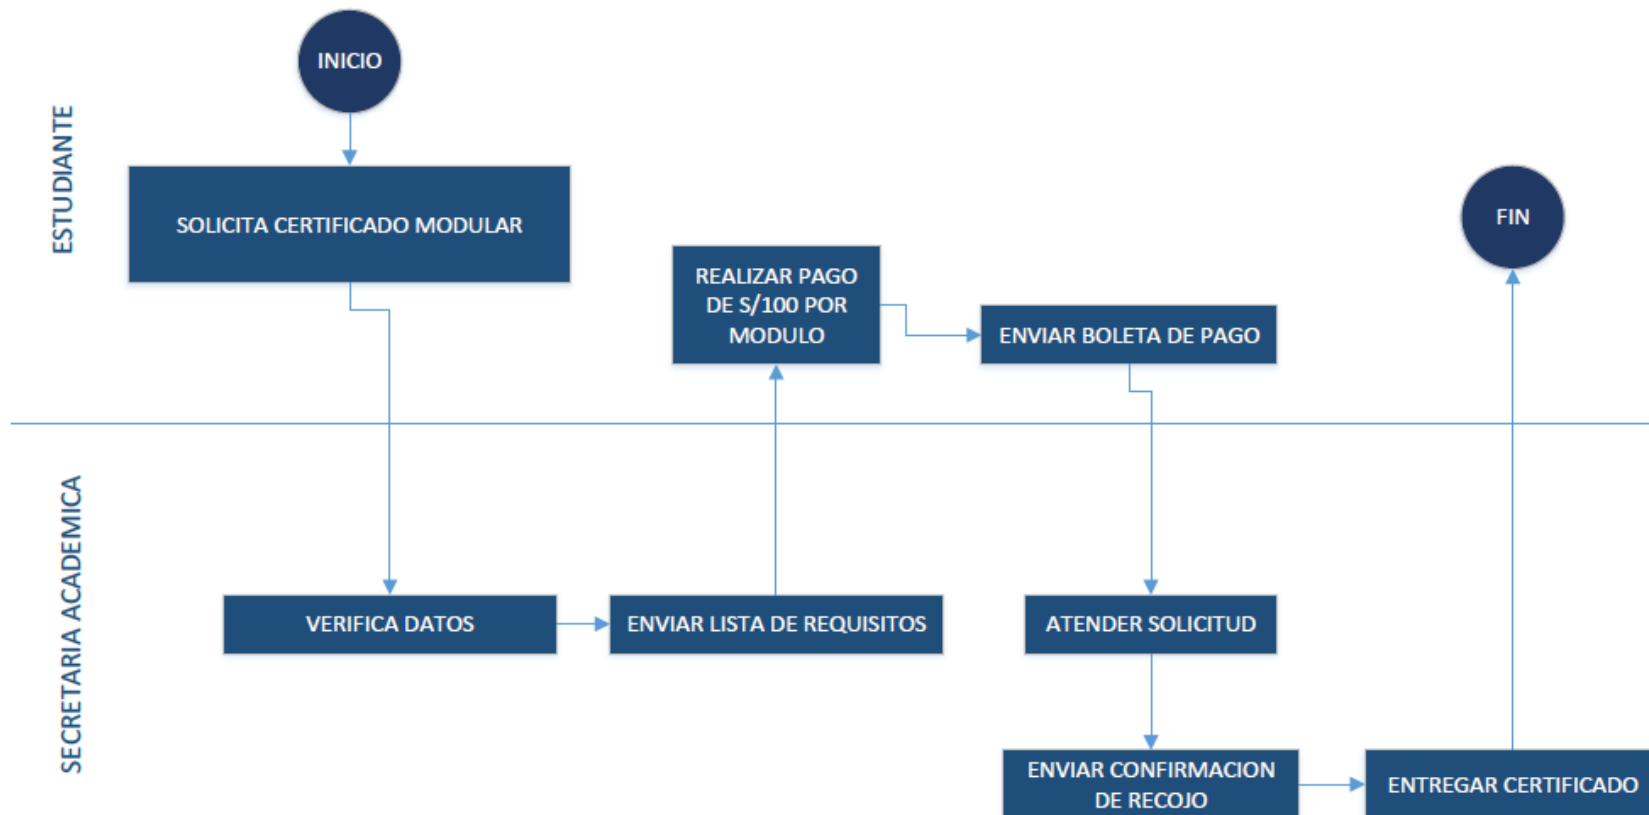 INICIO
ESTUDIANTE
SOLICITA CERTIFICADO MODULAR
FIN
REALIZAR PAGO
DE S/100 POR
MODULO
ENVIAR BOLETA DE PAGO
SECRETARIA ACADEMICA
VERIFICA DATOS
ENVIAR LISTA DE REQUISITOS
ATENDER SOLICITUD
ENVIAR CONFIRMACION
DE RECOJO
ENTREGAR CERTIFICADO